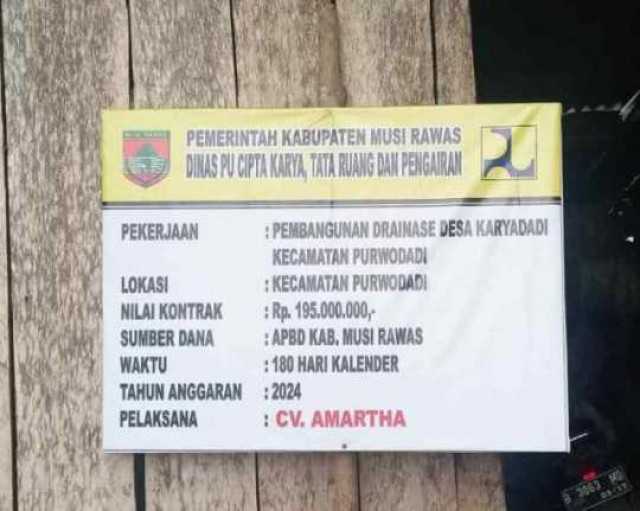 PEMERINTAH KABUPATEN MUSI RAWAS
DINAS PU CIPTA KARYA, TATA RUANG DAN PENGAIRAN
PEKERJAAN : PEMBANGUNAN DRAINASE DESA KARYADADI
KECAMATAN PURWODADI
LOKASI : KECAMATAN PURWODADI
NILAI KONTRAK : Rp. 195.000.000,-
SUMBER DANA : APBD KAB. MUSI RAWAS
WAKTU : 180 HARI KALENDER
TAHUN ANGGARAN : 2024
PELAKSANA : CV. AMARTHA